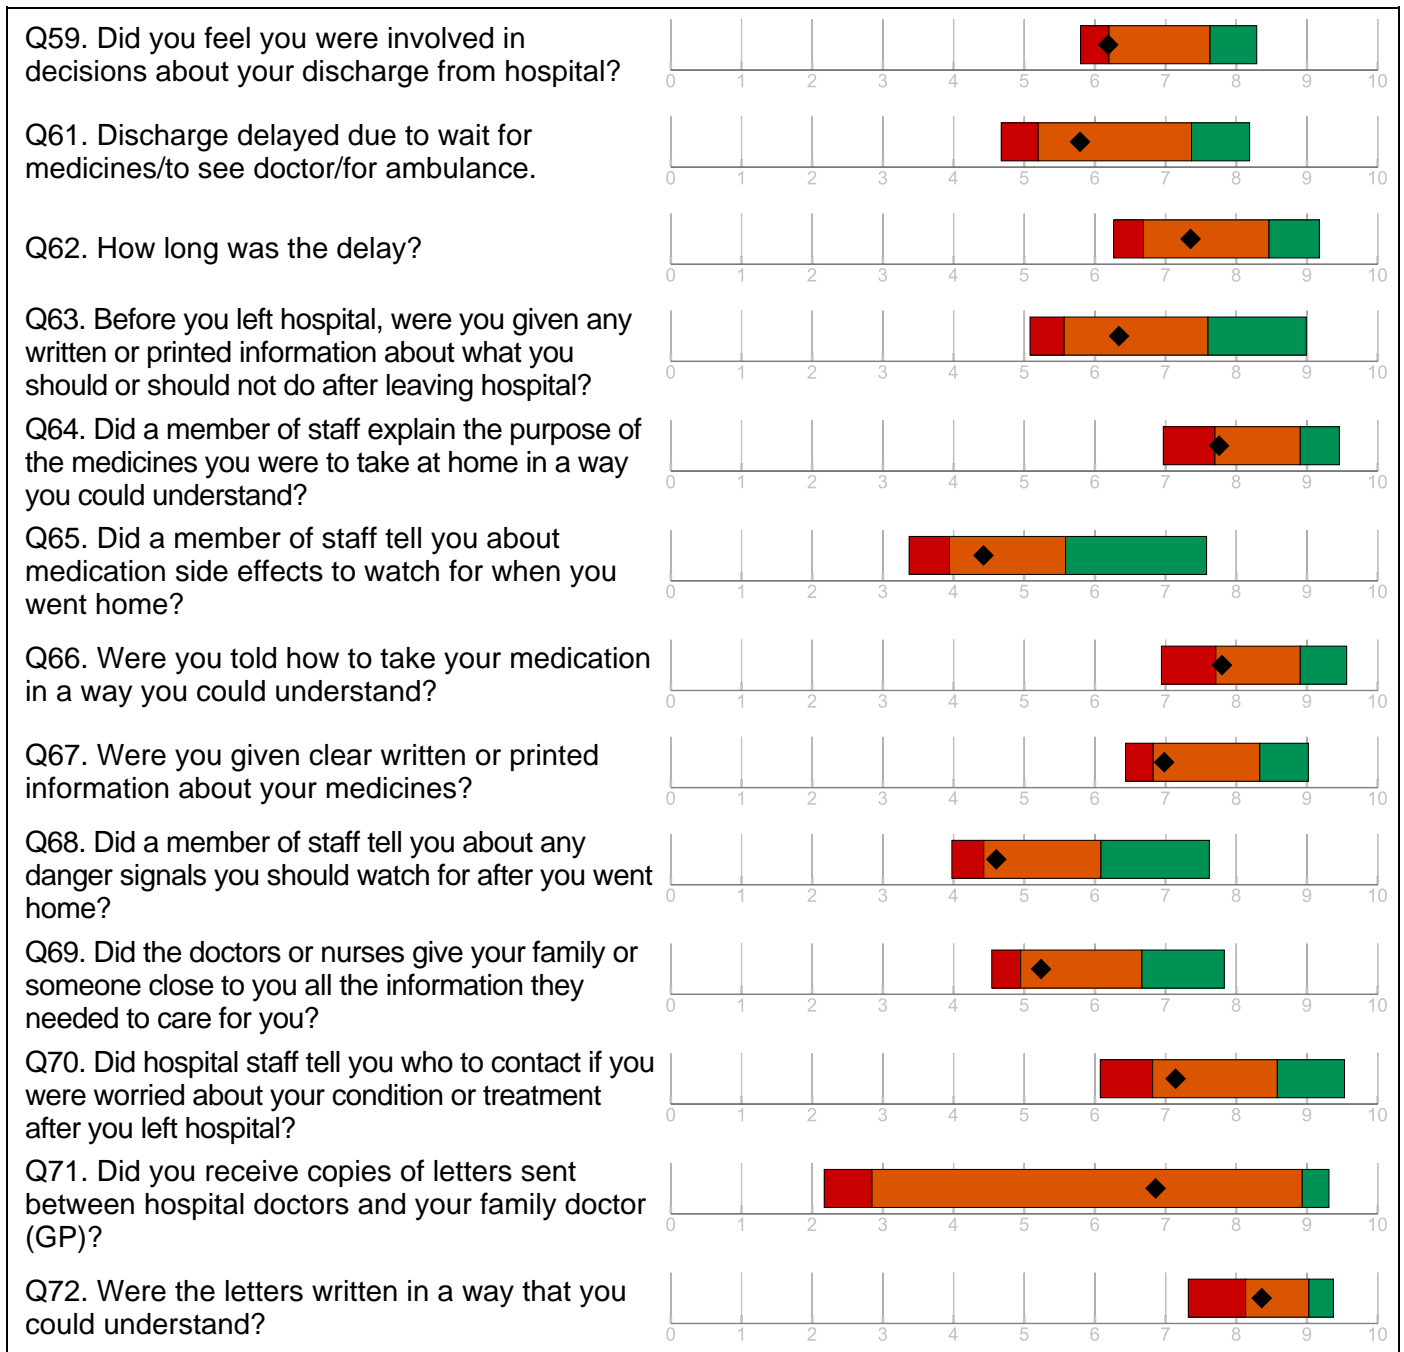 Q59. Did you feel you were involved in
decisions about your discharge from hospital?
0 1 2 3 4 5 6 7 8 9 10
Q61. Discharge delayed due to wait for
medicines/to see doctor/for ambulance.
0 1 2 3 4 5 6 7 8 9 10
Q62. How long was the delay?
0 1 2 3 4 5 6 7 8 9 10
Q63. Before you left hospital, were you given any
written or printed information about what you
should or should not do after leaving hospital?
0 1 2 3 4 5 6 7 8 9 10
Q64. Did a member of staff explain the purpose of
the medicines you were to take at home in a way
you could understand?
0 1 2 3 4 5 6 7 8 9 10
Q65. Did a member of staff tell you about
medication side effects to watch for when you
went home?
0 1 2 3 4 5 6 7 8 9 10
Q66. Were you told how to take your medication
in a way you could understand?
0 1 2 3 4 5 6 7 8 9 10
Q67. Were you given clear written or printed
information about your medicines?
0 1 2 3 4 5 6 7 8 9 10
Q68. Did a member of staff tell you about any
danger signals you should watch for after you went
home?
0 1 2 3 4 5 6 7 8 9 10
Q69. Did the doctors or nurses give your family or
someone close to you all the information they
needed to care for you?
0 1 2 3 4 5 6 7 8 9 10
Q70. Did hospital staff tell you who to contact if you
were worried about your condition or treatment
after you left hospital?
0 1 2 3 4 5 6 7 8 9 10
Q71. Did you receive copies of letters sent
between hospital doctors and your family doctor
(GP)?
0 1 2 3 4 5 6 7 8 9 10
Q72. Were the letters written in a way that you
could understand?
0 1 2 3 4 5 6 7 8 9 10